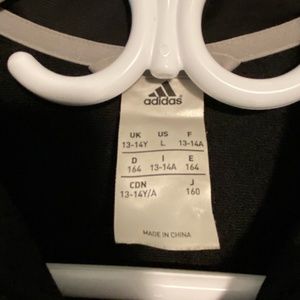 adidas
UK US F
13-14Y L 13-14A
D I E
164 13-14A 164
CDN J
13-14Y/A 160
MADE IN CHINA